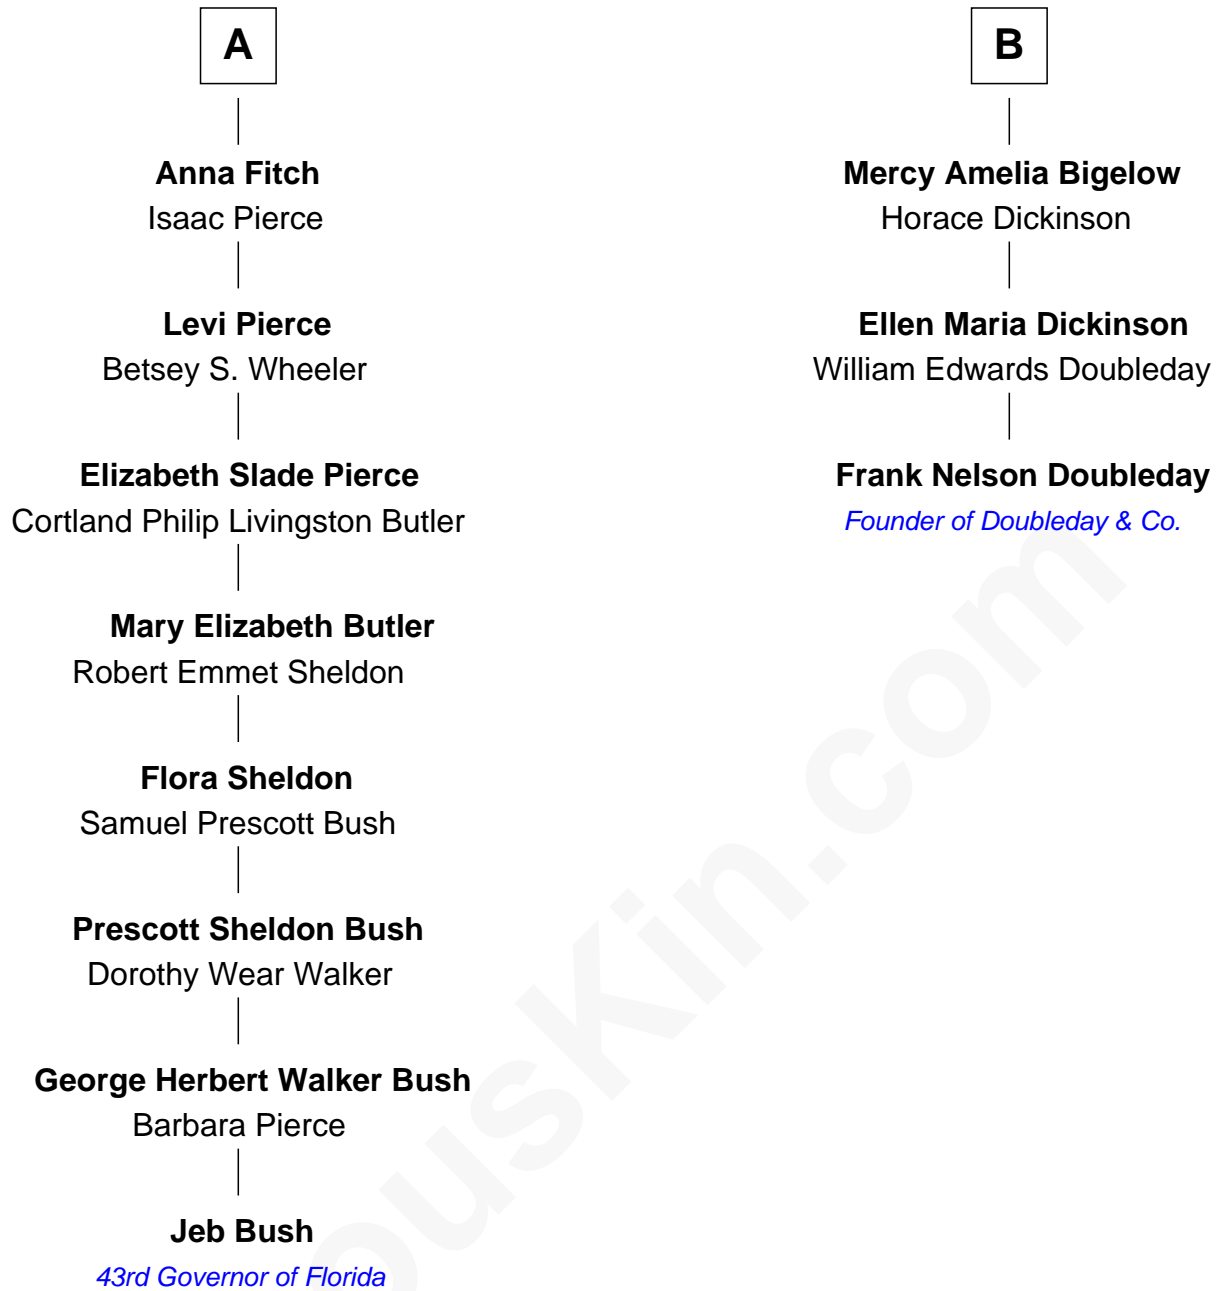 A
Anna Fitch
Isaac Pierce
Levi Pierce
Betsey S. Wheeler
Elizabeth Slade Pierce
Cortland Philip Livingston Butler
Mary Elizabeth Butler
Robert Emmet Sheldon
Flora Sheldon
Samuel Prescott Bush
Prescott Sheldon Bush
Dorothy Wear Walker
George Herbert Walker Bush
Barbara Pierce
Jeb Bush
43rd Governor of Florida
B
Mercy Amelia Bigelow
Horace Dickinson
Ellen Maria Dickinson
William Edwards Doubleday
Frank Nelson Doubleday
Founder of Doubleday & Co.
ousKin.com